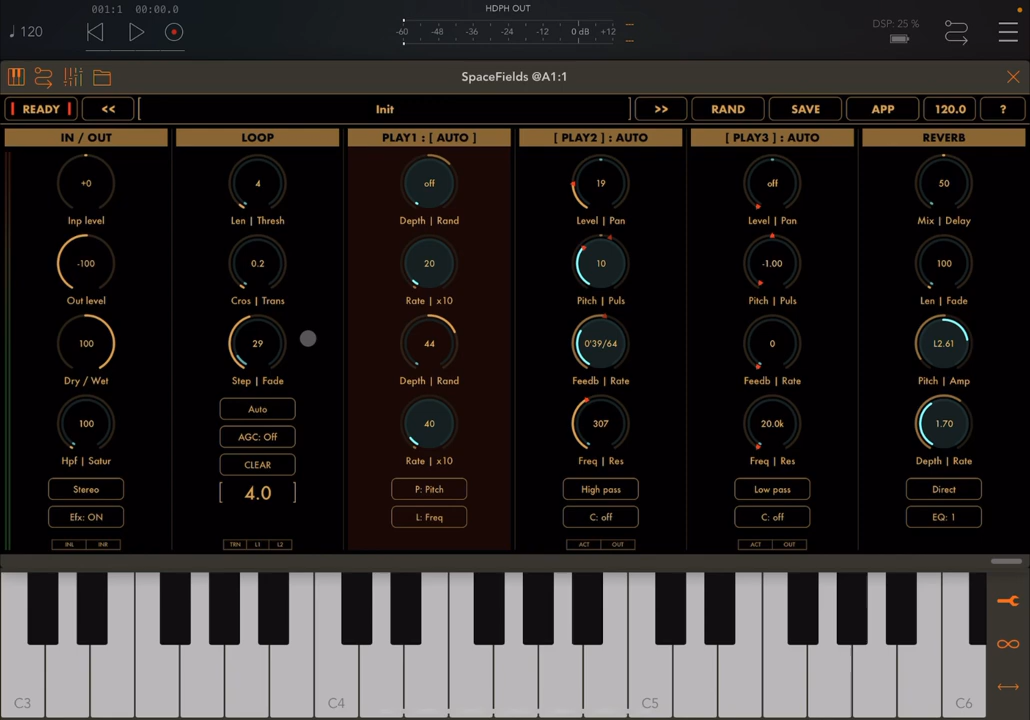 001:1 00:00.0
HDPH OUT
♩ 120
-60 -48 -36 -24 -12 0 dB +12
DSP: 25 %
SpaceFields @A1:1
READY << Init >> RAND SAVE APP 120.0 ?
IN / OUT LOOP PLAY1 : [ AUTO ] [ PLAY2 ] : AUTO [ PLAY3 ] : AUTO REVERB
+0 4 off 19 off 50
Inp level Len | Thresh Depth | Rand Level | Pan Level | Pan Mix | Delay
-100 0.2 20 10 -1.00 100
Out level Cros | Trans Rate | x10 Pitch | Puls Pitch | Puls Len | Fade
100 29 44 0'39/64 0 L2.61
Dry / Wet Step | Fade Depth | Rand Feedb | Rate Feedb | Rate Pitch | Amp
Auto
100 40 307 20.0k 1.70
AGC: Off
Hpf | Satur CLEAR Rate | x10 Freq | Res Freq | Res Depth | Rate
Stereo 4.0 P: Pitch High pass Low pass Direct
Efx: ON L: Freq C: off C: off EQ: 1
INL INR TRN L1 L2 ACT OUT ACT OUT
C3 C4 C5 C6